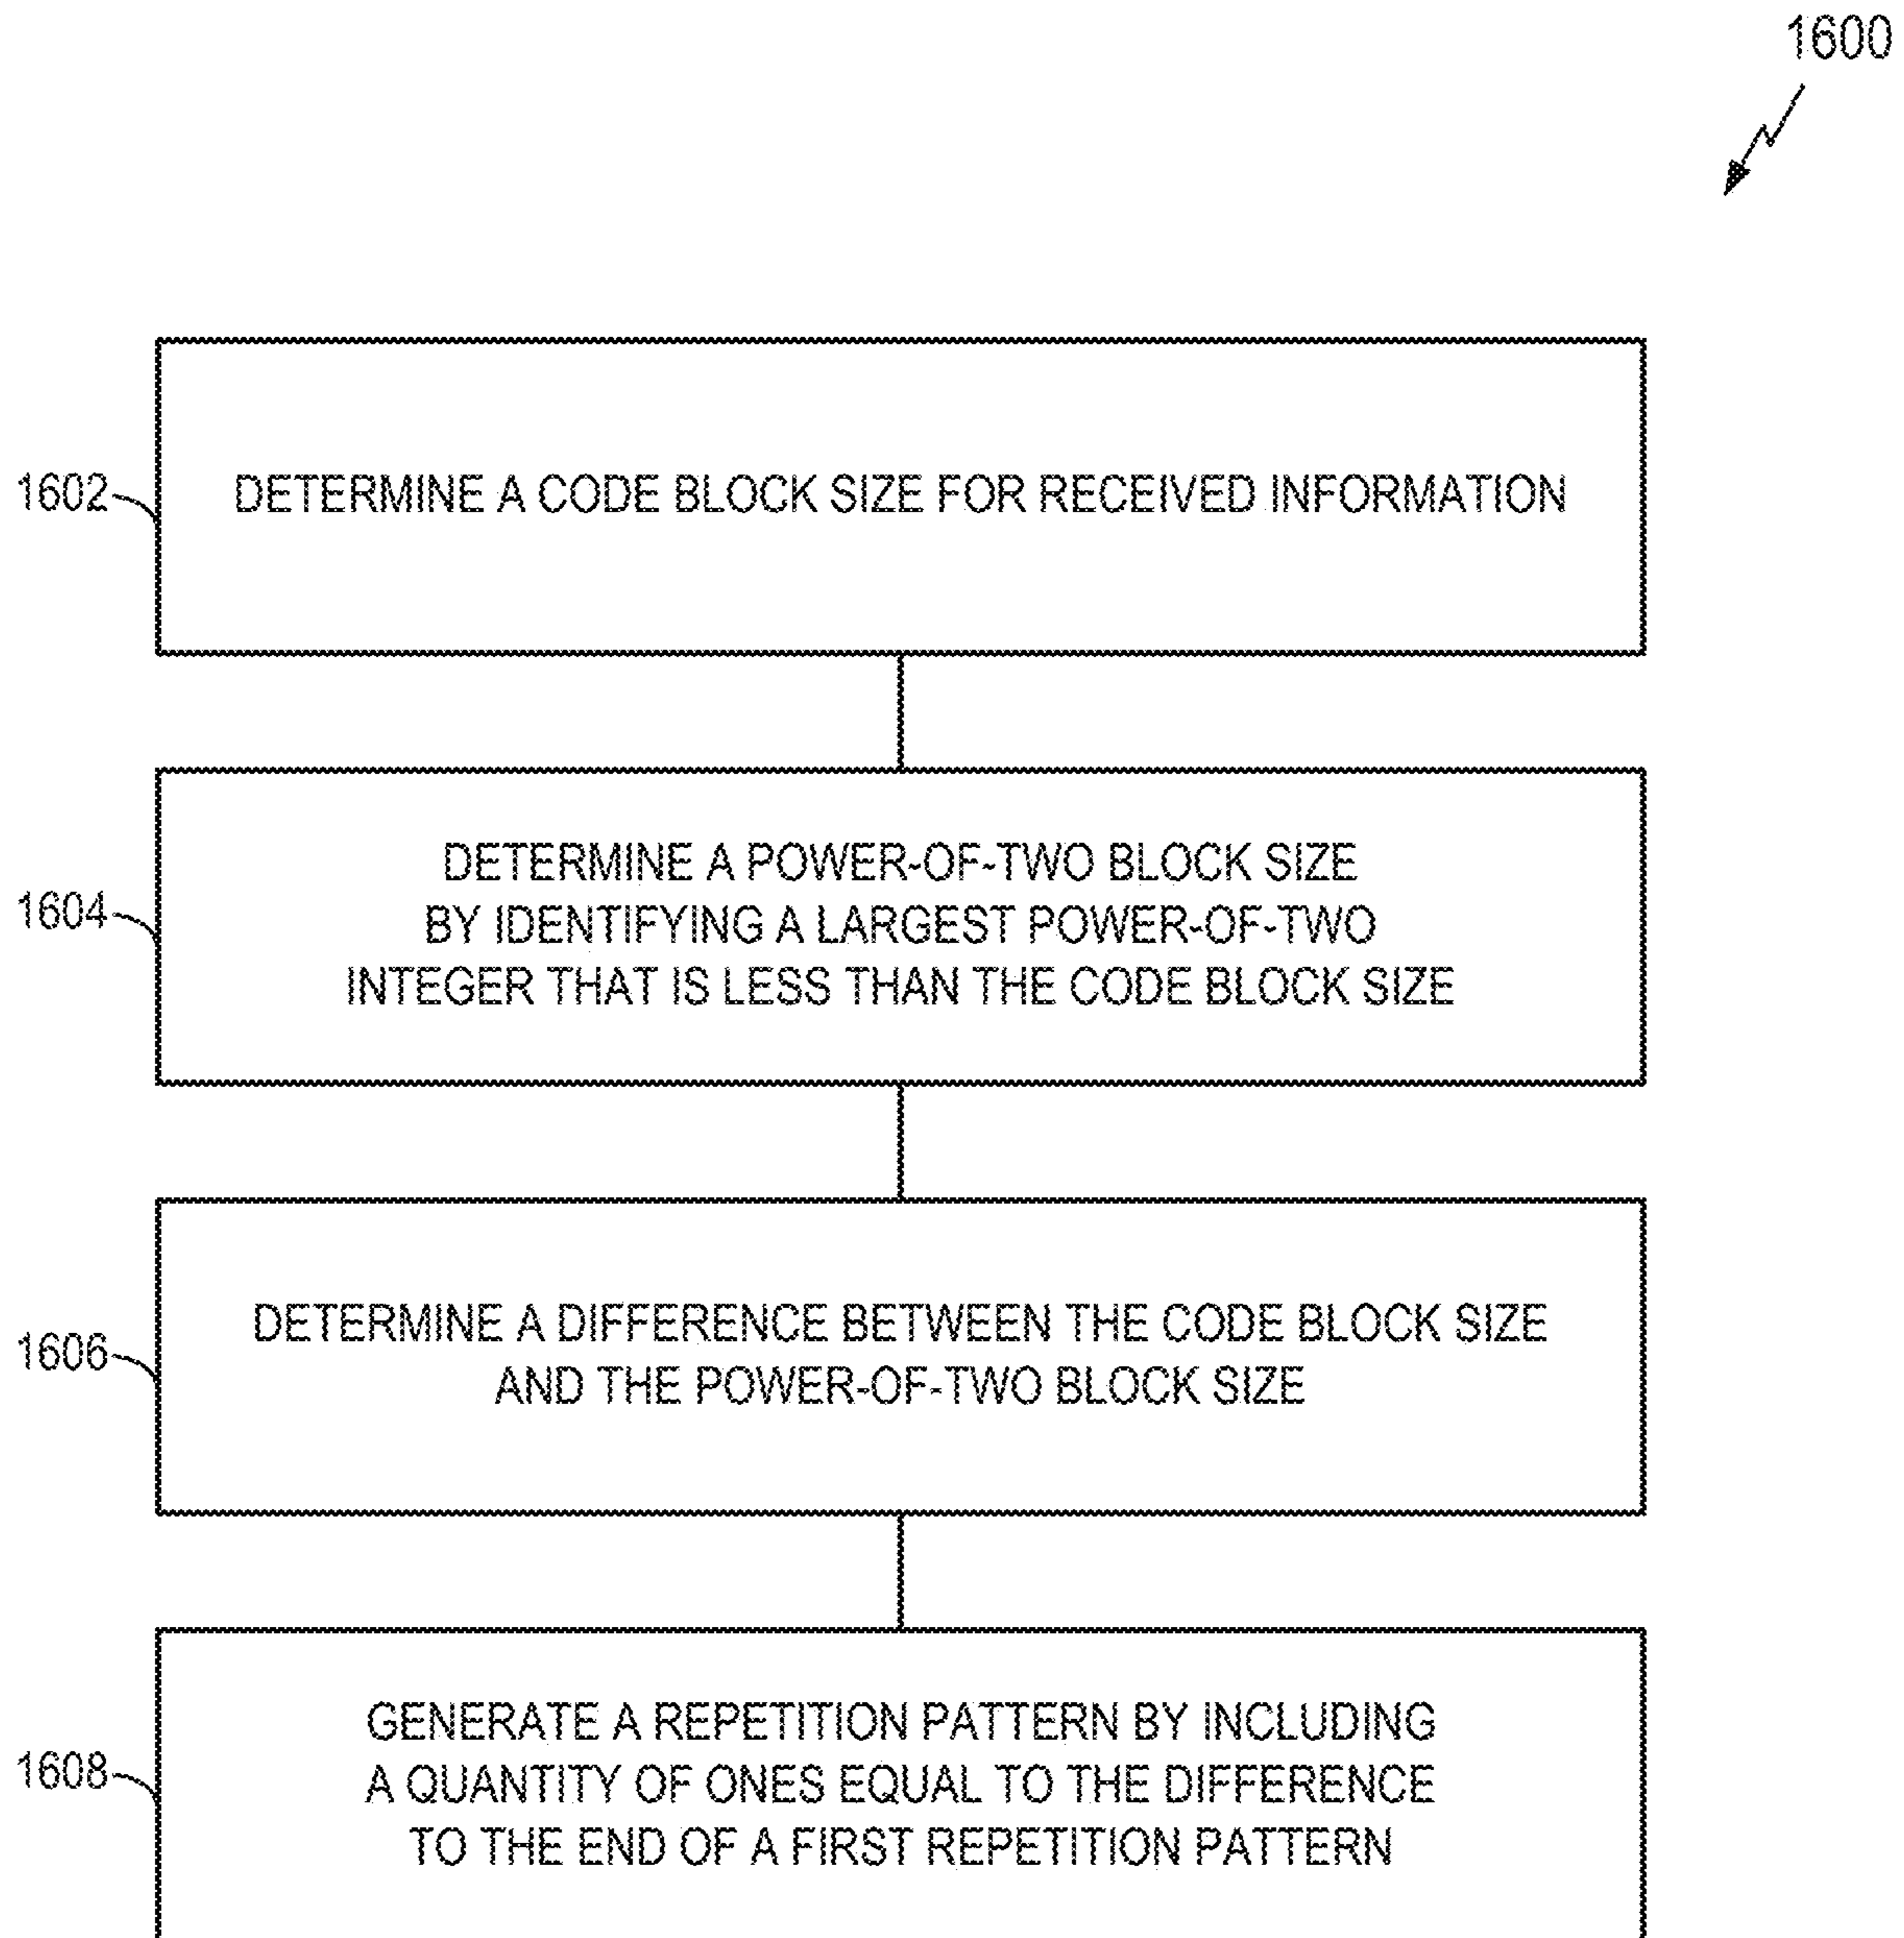 1600
1602
DETERMINE A CODE BLOCK SIZE FOR RECEIVED INFORMATION
1604
DETERMINE A POWER-OF-TWO BLOCK SIZE
BY IDENTIFYING A LARGEST POWER-OF-TWO
INTEGER THAT IS LESS THAN THE CODE BLOCK SIZE
1606
DETERMINE A DIFFERENCE BETWEEN THE CODE BLOCK SIZE
AND THE POWER-OF-TWO BLOCK SIZE
1608
GENERATE A REPETITION PATTERN BY INCLUDING
A QUANTITY OF ONES EQUAL TO THE DIFFERENCE
TO THE END OF A FIRST REPETITION PATTERN